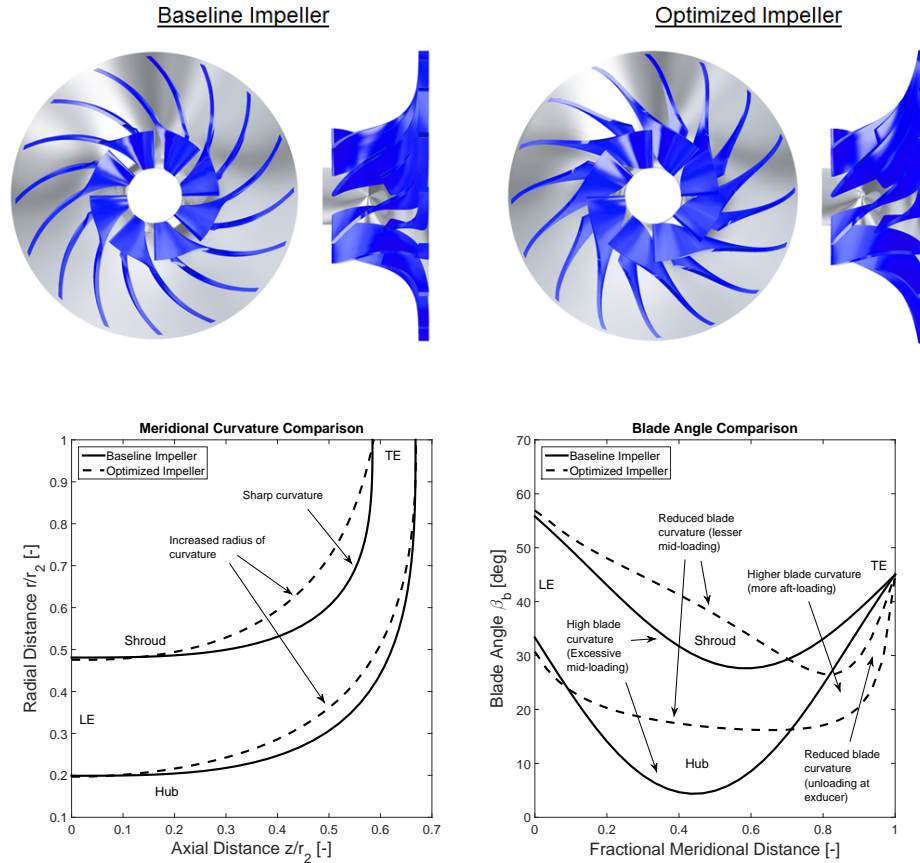 Baseline Impeller
Optimized Impeller
Meridional Curvature Comparison
Baseline Impeller
Optimized Impeller
TE
Sharp curvature
Increased radius of
curvature
Shroud
LE
Hub
1
0.9
0.8
0.7
0.6
0.5
0.4
0.3
0.2
0.1
0
0.1
0.2
0.3
0.4
0.5
0.6
0.7
Radial Distance r/r2 [-]
Axial Distance z/r2 [-]
Blade Angle Comparison
Baseline Impeller
Optimized Impeller
Reduced blade
curvature (lesser
mid-loading)
TE
Higher blade curvature
(more aft-loading)
LE
High blade
curvature
(Excessive
mid-loading)
Shroud
Hub
Reduced blade
curvature
(unloading at
exducer)
70
60
50
40
30
20
10
0
0
0.2
0.4
0.6
0.8
1
Blade Angle βb [deg]
Fractional Meridional Distance [-]